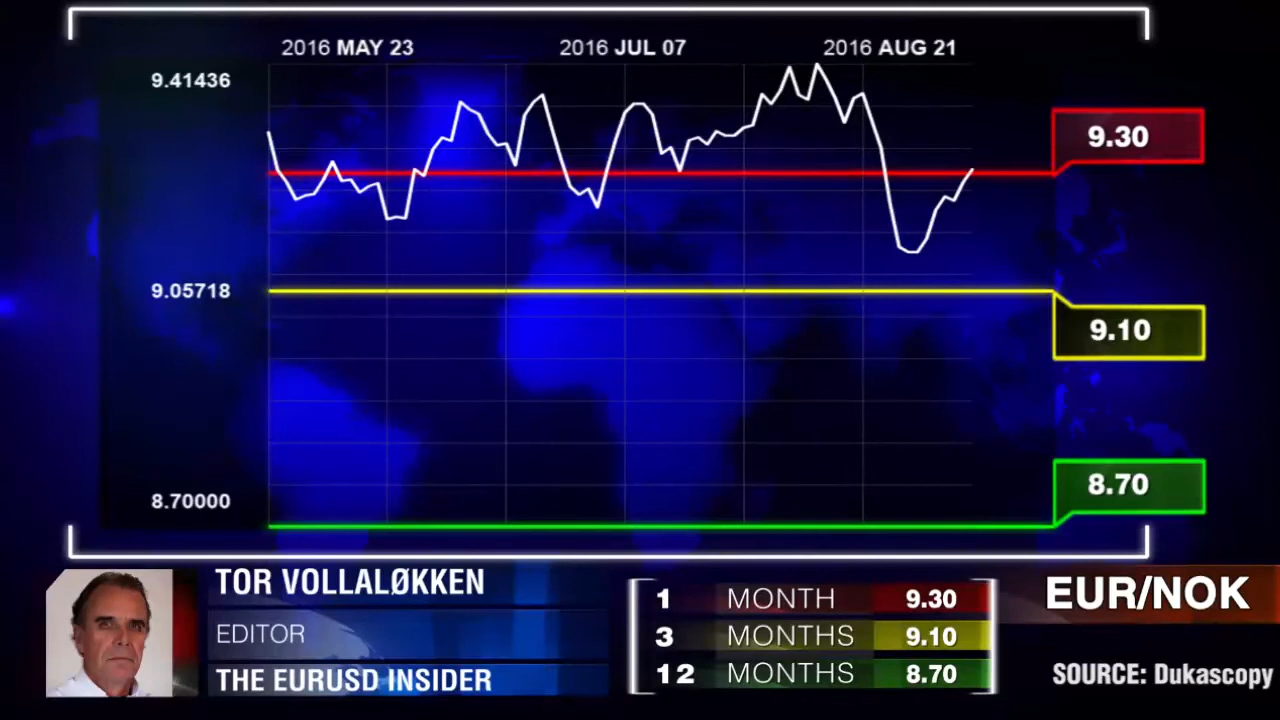 2016 MAY 23
2016 JUL 07
2016 AUG 21
9.41436
9.30
9.05718
9.10
8.70
8.70000
TOR VOLLALØKKEN
EDITOR
THE EURUSD INSIDER
1 MONTH 9.30
3 MONTHS 9.10
12 MONTHS 8.70
EUR/NOK
SOURCE: Dukascopy